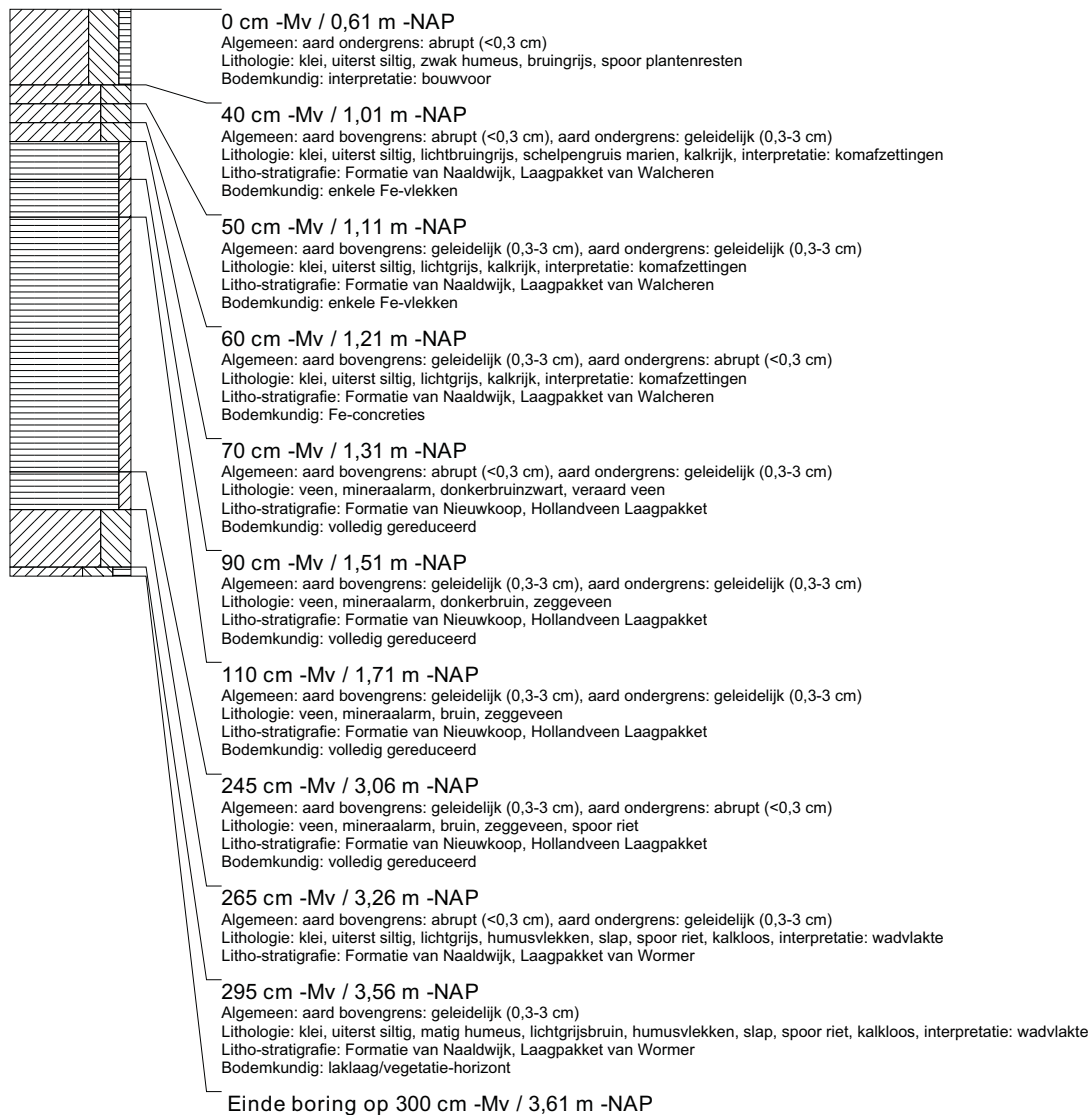 0 cm -Mv / 0,61 m -NAP
Algemeen: aard ondergrens: abrupt (<0,3 cm)
Lithologie: klei, uiterst siltig, zwak humeus, bruingrijs, spoor plantenresten
Bodemkundig: interpretatie: bouwvoor
40 cm -Mv / 1,01 m -NAP
Algemeen: aard bovengrens: abrupt (<0,3 cm), aard ondergrens: geleidelijk (0,3-3 cm)
Lithologie: klei, uiterst siltig, lichtbruingrijs, schelpengruis marien, kalkrijk, interpretatie: komafzettingen
Litho-stratigrafie: Formatie van Naaldwijk, Laagpakket van Walcheren
Bodemkundig: enkele Fe-vlekken
50 cm -Mv / 1,11 m -NAP
Algemeen: aard bovengrens: geleidelijk (0,3-3 cm), aard ondergrens: geleidelijk (0,3-3 cm)
Lithologie: klei, uiterst siltig, lichtgrijs, kalkrijk, interpretatie: komafzettingen
Litho-stratigrafie: Formatie van Naaldwijk, Laagpakket van Walcheren
Bodemkundig: enkele Fe-vlekken
60 cm -Mv / 1,21 m -NAP
Algemeen: aard bovengrens: geleidelijk (0,3-3 cm), aard ondergrens: abrupt (<0,3 cm)
Lithologie: klei, uiterst siltig, lichtgrijs, kalkrijk, interpretatie: komafzettingen
Litho-stratigrafie: Formatie van Naaldwijk, Laagpakket van Walcheren
Bodemkundig: Fe-concreties
70 cm -Mv / 1,31 m -NAP
Algemeen: aard bovengrens: abrupt (<0,3 cm), aard ondergrens: geleidelijk (0,3-3 cm)
Lithologie: veen, mineraalarm, donkerbruinzwart, veraard veen
Litho-stratigrafie: Formatie van Nieuwkoop, Hollandveen Laagpakket
Bodemkundig: volledig gereduceerd
90 cm -Mv / 1,51 m -NAP
Algemeen: aard bovengrens: geleidelijk (0,3-3 cm), aard ondergrens: geleidelijk (0,3-3 cm)
Lithologie: veen, mineraalarm, donkerbruin, zeggeveen
Litho-stratigrafie: Formatie van Nieuwkoop, Hollandveen Laagpakket
Bodemkundig: volledig gereduceerd
110 cm -Mv / 1,71 m -NAP
Algemeen: aard bovengrens: geleidelijk (0,3-3 cm), aard ondergrens: geleidelijk (0,3-3 cm)
Lithologie: veen, mineraalarm, bruin, zeggeveen
Litho-stratigrafie: Formatie van Nieuwkoop, Hollandveen Laagpakket
Bodemkundig: volledig gereduceerd
245 cm -Mv / 3,06 m -NAP
Algemeen: aard bovengrens: geleidelijk (0,3-3 cm), aard ondergrens: abrupt (<0,3 cm)
Lithologie: veen, mineraalarm, bruin, zeggeveen, spoor riet
Litho-stratigrafie: Formatie van Nieuwkoop, Hollandveen Laagpakket
Bodemkundig: volledig gereduceerd
265 cm -Mv / 3,26 m -NAP
Algemeen: aard bovengrens: abrupt (<0,3 cm), aard ondergrens: geleidelijk (0,3-3 cm)
Lithologie: klei, uiterst siltig, lichtgrijs, humusvlekken, slap, spoor riet, kalkloos, interpretatie: wadvlakte
Litho-stratigrafie: Formatie van Naaldwijk, Laagpakket van Wormer
295 cm -Mv / 3,56 m -NAP
Algemeen: aard bovengrens: geleidelijk (0,3-3 cm)
Lithologie: klei, uiterst siltig, matig humeus, lichtgrijsbruin, humusvlekken, slap, spoor riet, kalkloos, interpretatie: wadvlakte
Litho-stratigrafie: Formatie van Naaldwijk, Laagpakket van Wormer
Bodemkundig: laklaag/vegetatie-horizont
Einde boring op 300 cm -Mv / 3,61 m -NAP